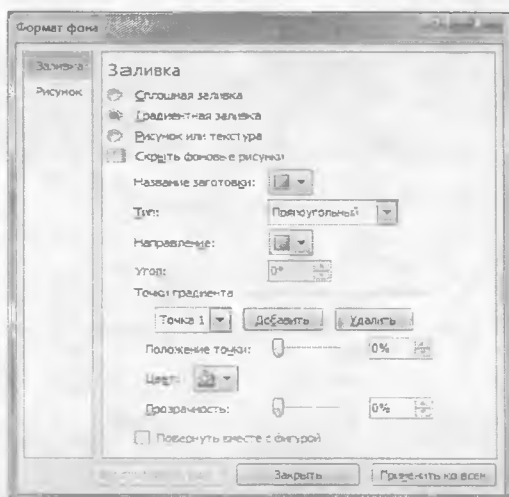 Формат фона
Заливка
Рисунок
Заливка
Сплошная заливка
Градиентная заливка
Рисунок или текстура
Скрыть фоновые рисунки
Название заготовки:
Тип: Прямоугольный
Направление:
Угол: 0°
Точки градиента
Точка 1 Добавить Удалить
Положение точки: 0%
Цвет:
Прозрачность: 0%
Повернуть вместе с фигурой
Закрыть Применить ко всем